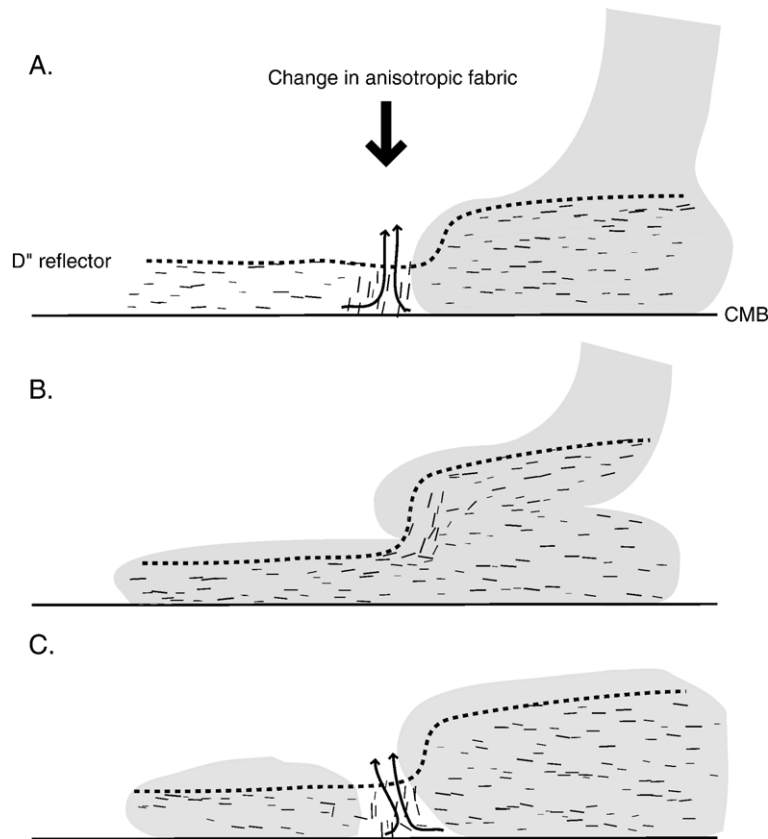 A.
Change in anisotropic fabric
D" reflector
CMB
B.
C.